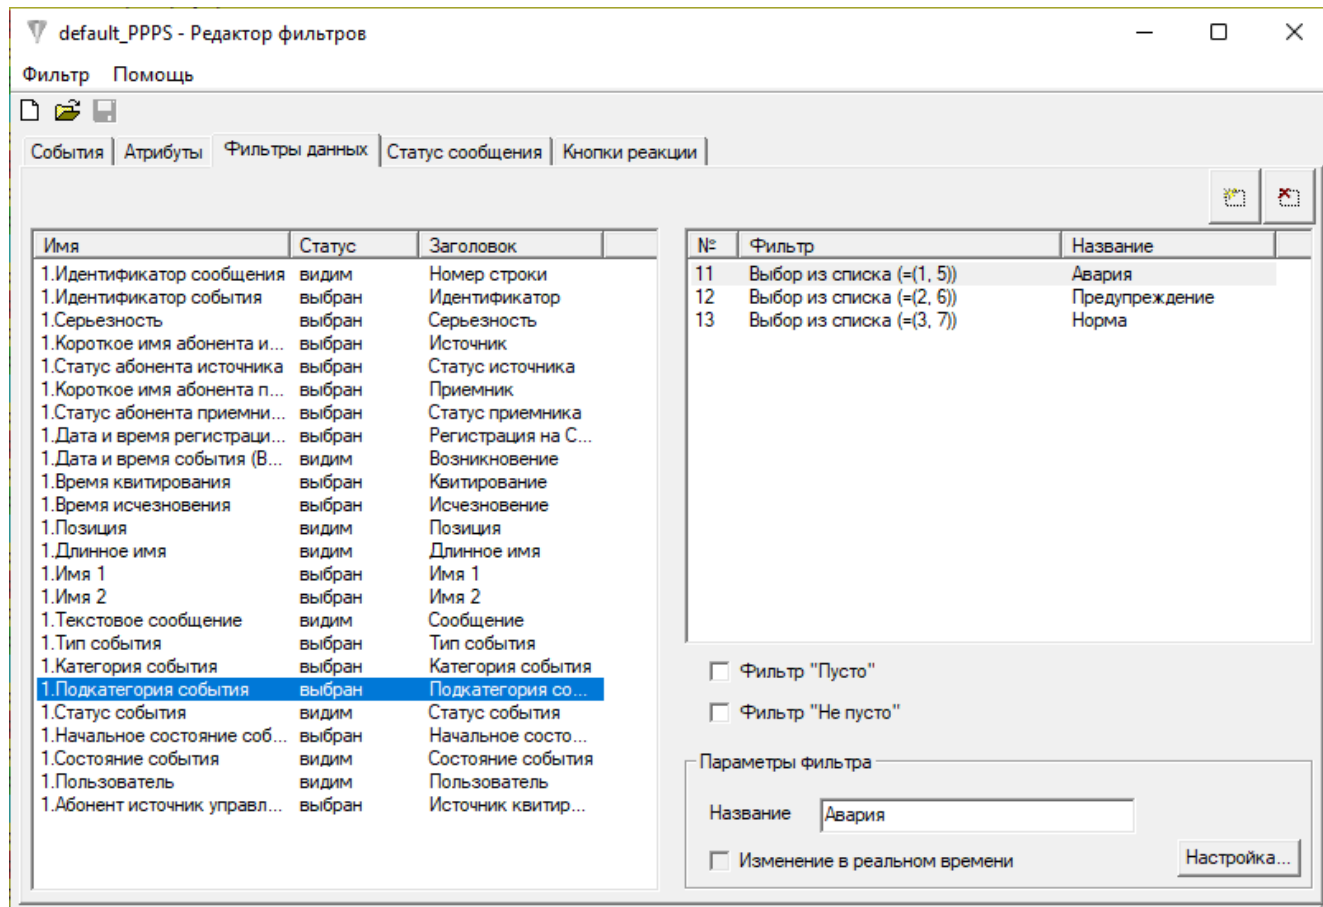 default_PPPS - Редактор фильтров
Фильтр Помощь
События Атрибуты Фильтры данных Статус сообщения Кнопки реакции
Имя Статус Заголовок
1.Идентификатор сообщения видим Номер строки
1.Идентификатор события выбран Идентификатор
1.Серьезность выбран Серьезность
1.Короткое имя абонента и... выбран Источник
1.Статус абонента источника выбран Статус источника
1.Короткое имя абонента п... выбран Приемник
1.Статус абонента приемни... выбран Статус приемника
1.Дата и время регистраци... выбран Регистрация на С...
1.Дата и время события (В... видим Возникновение
1.Время квитирования выбран Квитирование
1.Время исчезновения выбран Исчезновение
1.Позиция видим Позиция
1.Длинное имя видим Длинное имя
1.Имя 1 выбран Имя 1
1.Имя 2 выбран Имя 2
1.Текстовое сообщение видим Сообщение
1.Тип события выбран Тип события
1.Категория события выбран Категория события
1.Подкатегория события выбран Подкатегория со...
1.Статус события видим Статус события
1.Начальное состояние соб... выбран Начальное состо...
1.Состояние события видим Состояние события
1.Пользователь видим Пользователь
1.Абонент источник управл... выбран Источник квитир...
№ Фильтр Название
11 Выбор из списка (=(1, 5)) Авария
12 Выбор из списка (=(2, 6)) Предупреждение
13 Выбор из списка (=(3, 7)) Норма
Фильтр "Пусто"
Фильтр "Не пусто"
Параметры фильтра
Название Авария
Изменение в реальном времени Настройка...